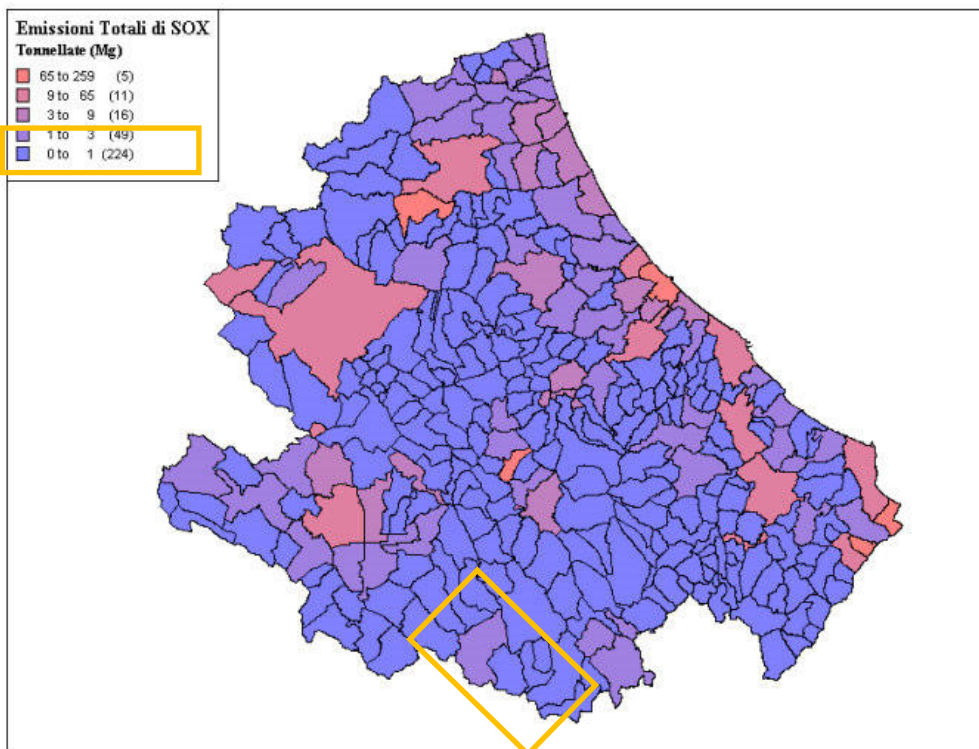 Emissioni Totali di SOX
Tonnellate (Mg)
65 to 259 (5)
9 to 65 (11)
3 to 9 (16)
1 to 3 (49)
0 to 1 (224)